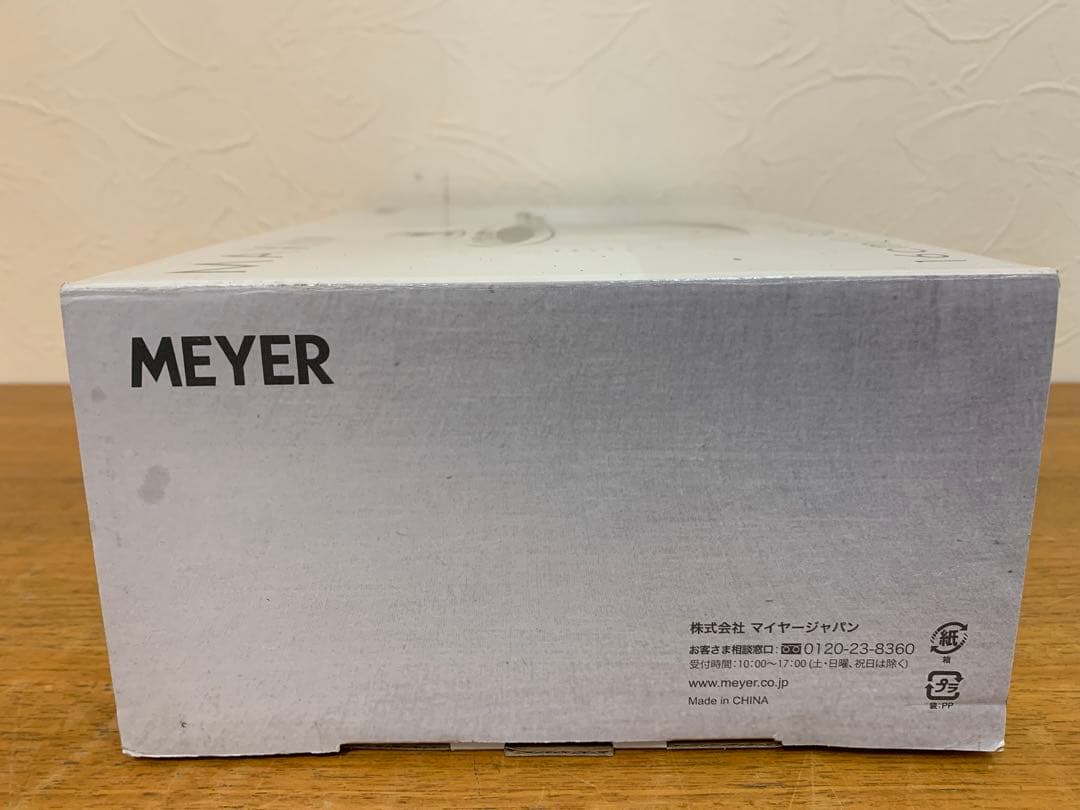 MEYER
株式会社 マイヤージャパン
お客さま相談窓口: 0120-23-8360
受付時間:10:00〜17:00 (土・日曜、祝日は除く)
www.meyer.co.jp
Made in CHINA
紙
箱
プラ
袋:PP